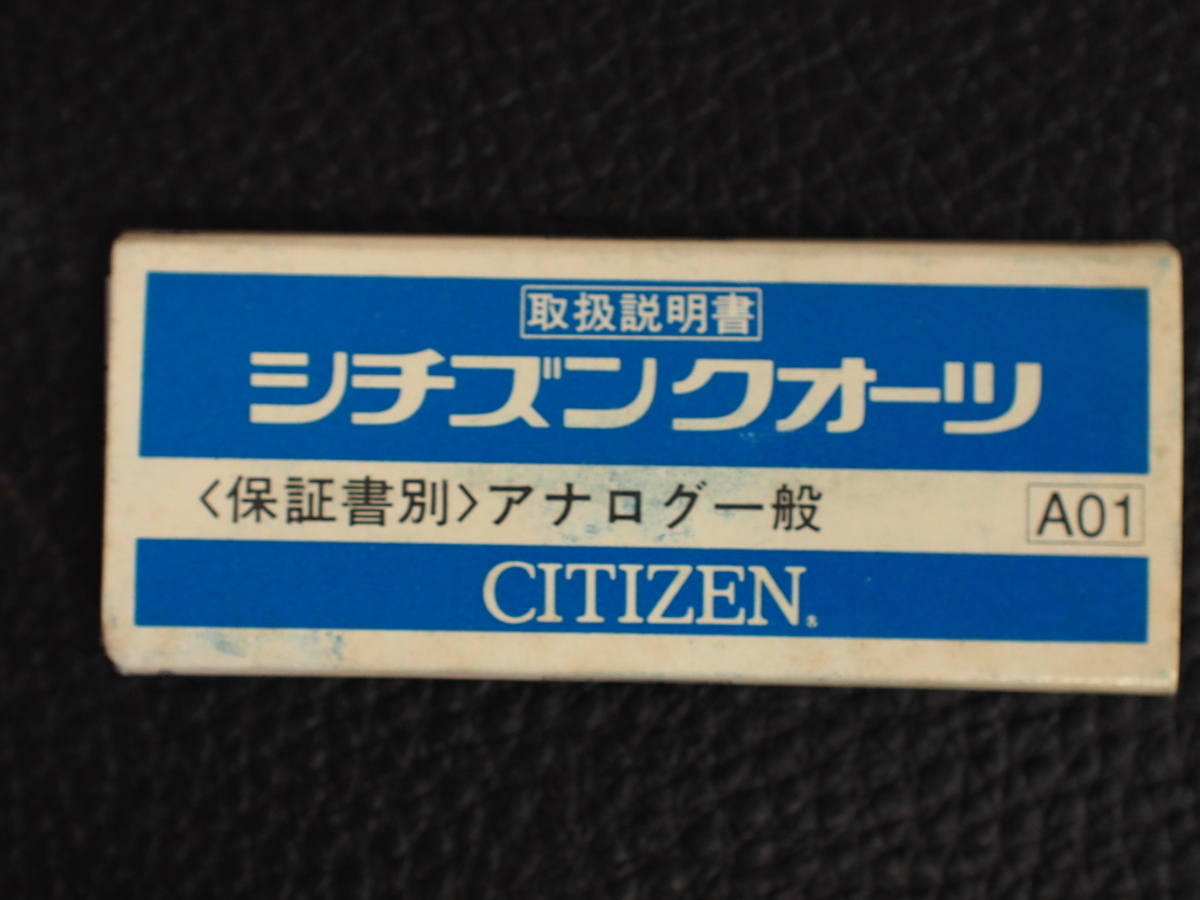 取扱説明書
シチズンクオーツ
〈保証書別〉アナログ一般
A01
CITIZEN®